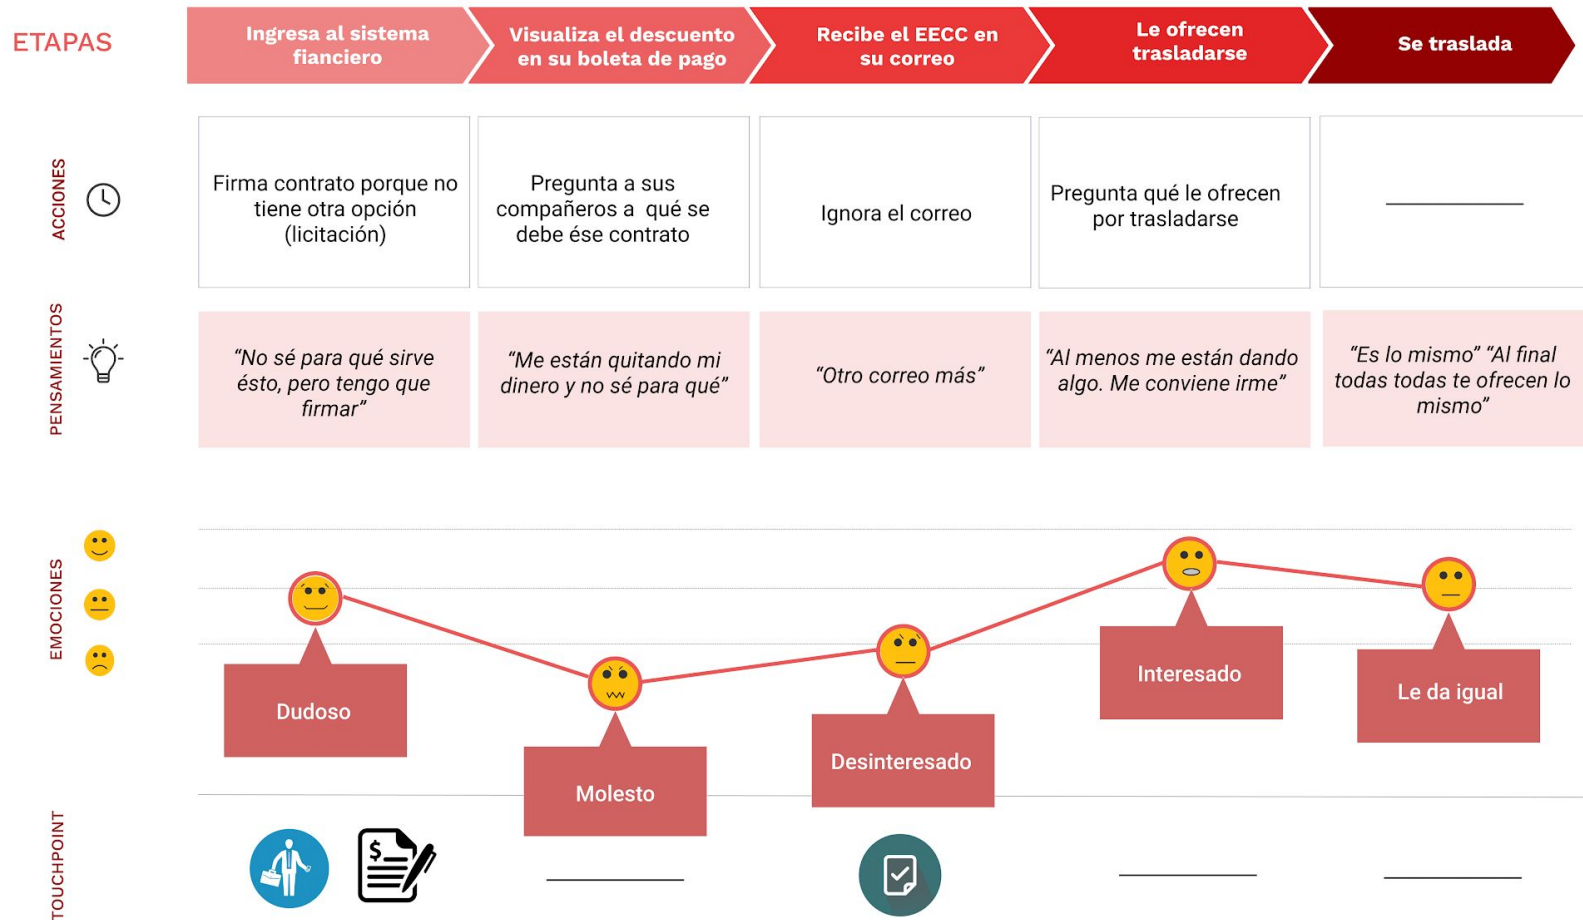 ETAPAS
Ingresa al sistema
financiero
Visualiza el descuento
en su boleta de pago
Recibe el EECC en
su correo
Le ofrecen
trasladarse
Se traslada
ACCIONES
Firma contrato porque no
tiene otra opción
(licitación)
Pregunta a sus
compañeros a qué se
debe ése contrato
Ignora el correo
Pregunta qué le ofrecen
por trasladarse
PENSAMIENTOS
“No sé para qué sirve
ésto, pero tengo que
firmar”
“Me están quitando mi
dinero y no sé para qué”
“Otro correo más”
“Al menos me están dando
algo. Me conviene irme”
“Es lo mismo” “Al final
todas todas te ofrecen lo
mismo”
EMOCIONES
Dudoso
Molesto
Desinteresado
Interesado
Le da igual
TOUCHPOINT
$